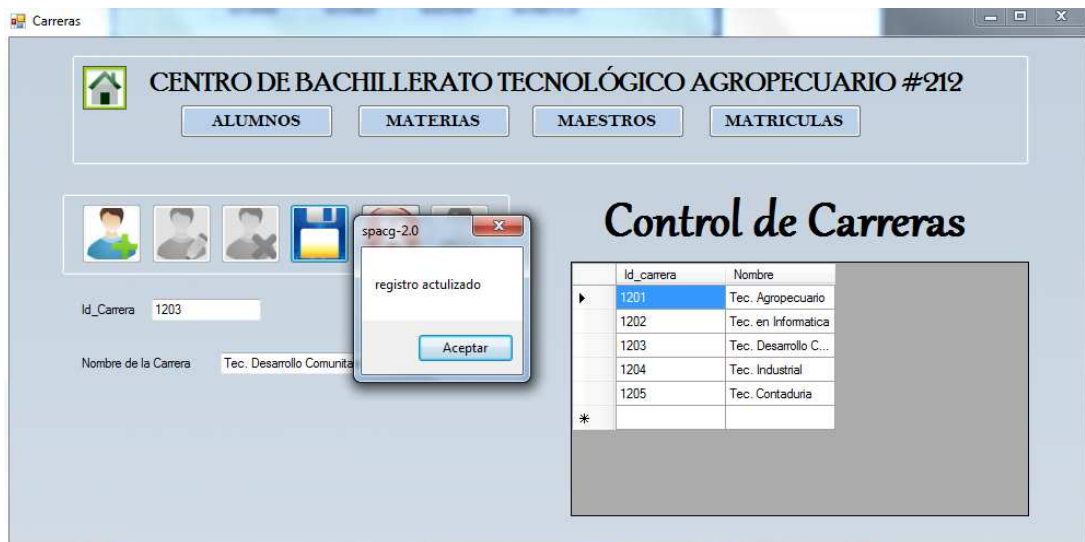 Carreras
CENTRO DE BACHILLERATO TECNOLÓGICO AGROPECUARIO #212
ALUMNOS MATERIAS MAESTROS MATRICULAS
Control de Carreras
spacg-2.0
registro actulizado
Aceptar
Id_Carrera 1203
Nombre de la Carrera Tec. Desarrollo Comunita
Id_carrera Nombre
1201 Tec. Agropecuario
1202 Tec. en Informatica
1203 Tec. Desarrollo C...
1204 Tec. Industrial
1205 Tec. Contaduria